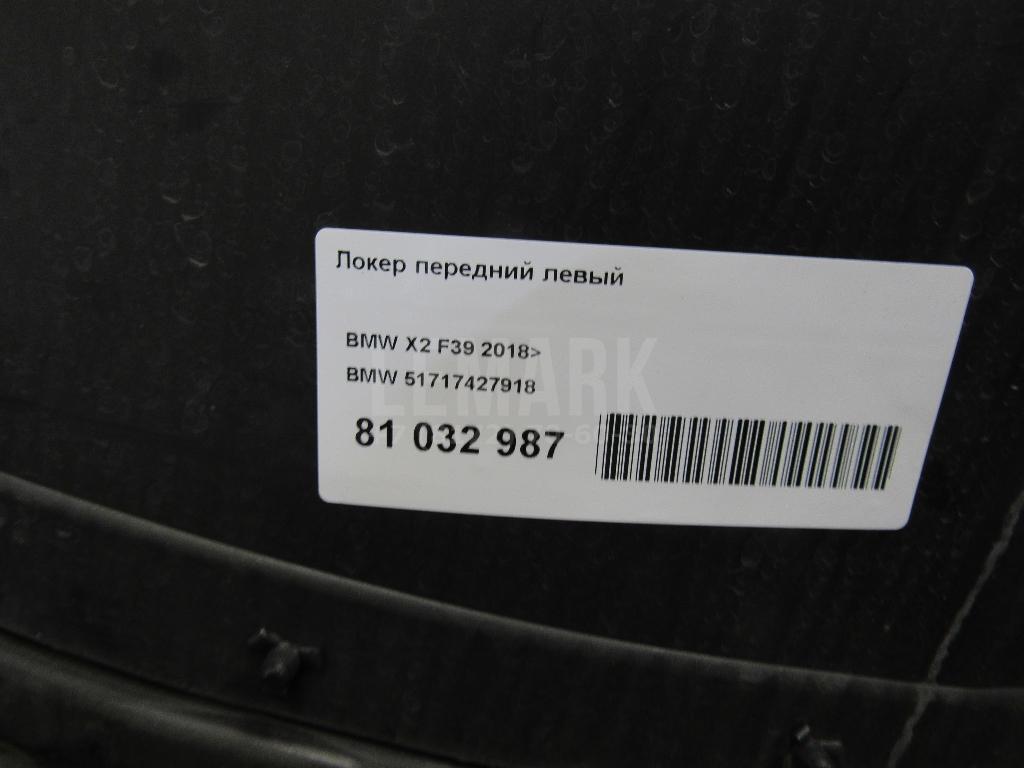 Локер передний левый
BMW X2 F39 2018>
BMW 51717427918
LEMARK
81 032 987